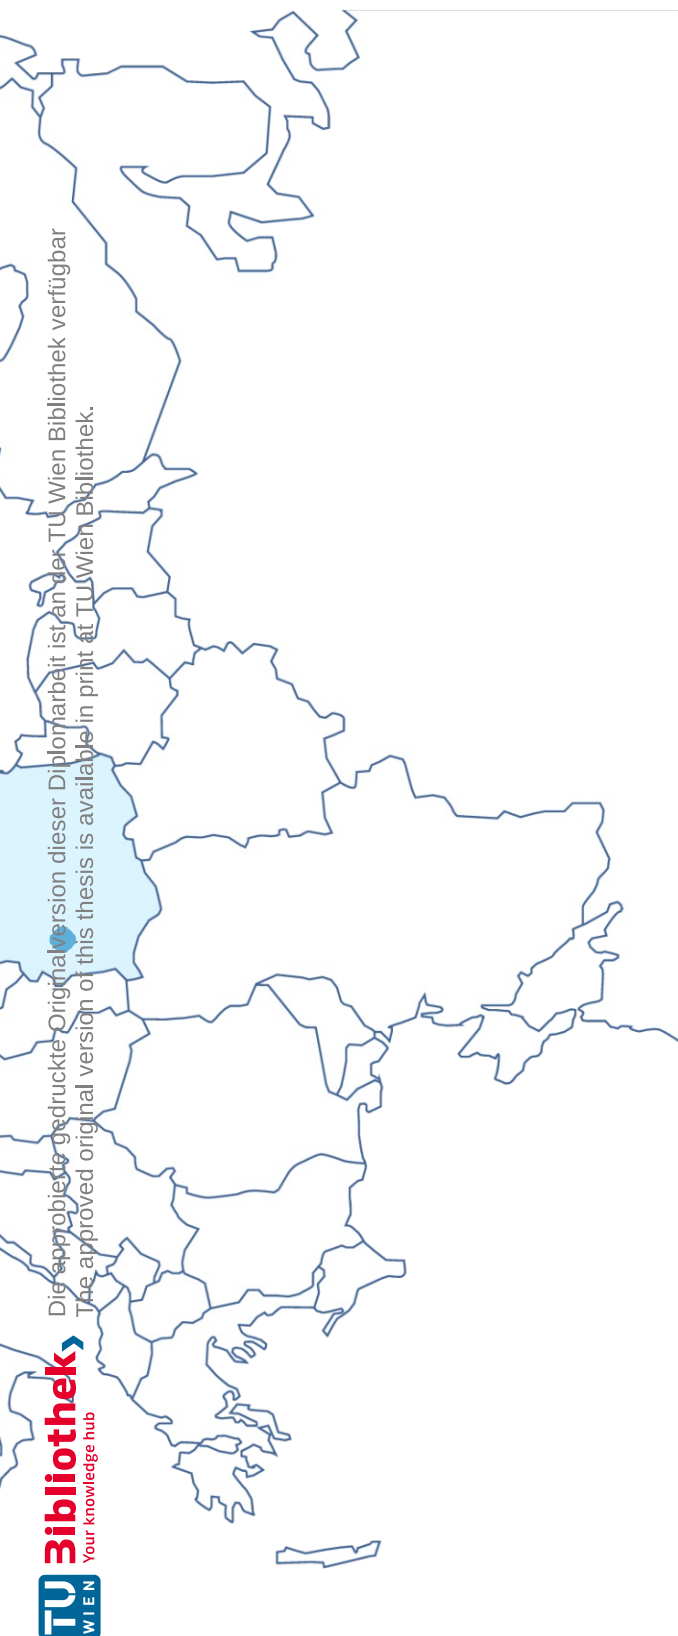 Die approbierte gedruckte Originalversion dieser Diplomarbeit ist an der TU Wien Bibliothek verfügbar
The approved original version of this thesis is available in print at TU Wien Bibliothek.
TU
WIEN
Bibliothek
Your knowledge hub